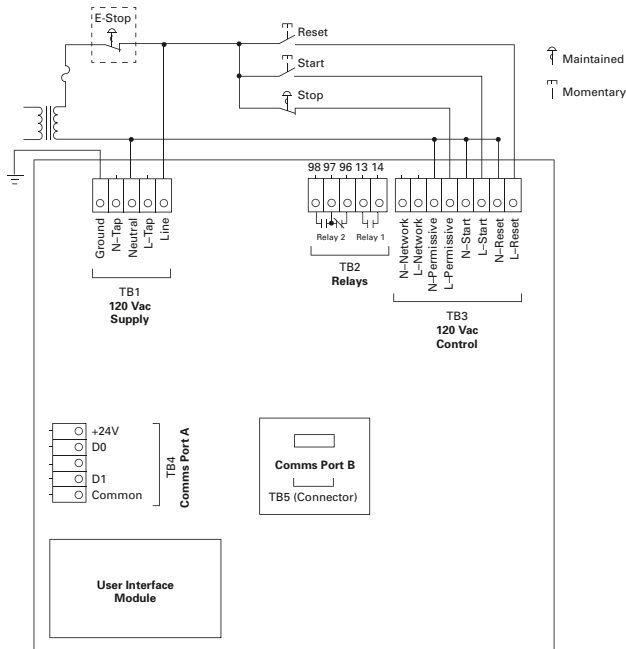 E-Stop
Reset
Start
Stop
Maintained
Momentary
98 97 96 13 14
Relay 2
Relay 1
Ground
N–Tap
Neutral
L–Tap
Line
TB1
120 Vac
Supply
TB2
Relays
N–Network
L–Network
N–Permissive
L–Permissive
N–Start
L–Start
N–Reset
L–Reset
TB3
120 Vac
Control
+24V
D0
D1
Common
TB4
Comms Port A
Comms Port B
TB5 (Connector)
User Interface
Module